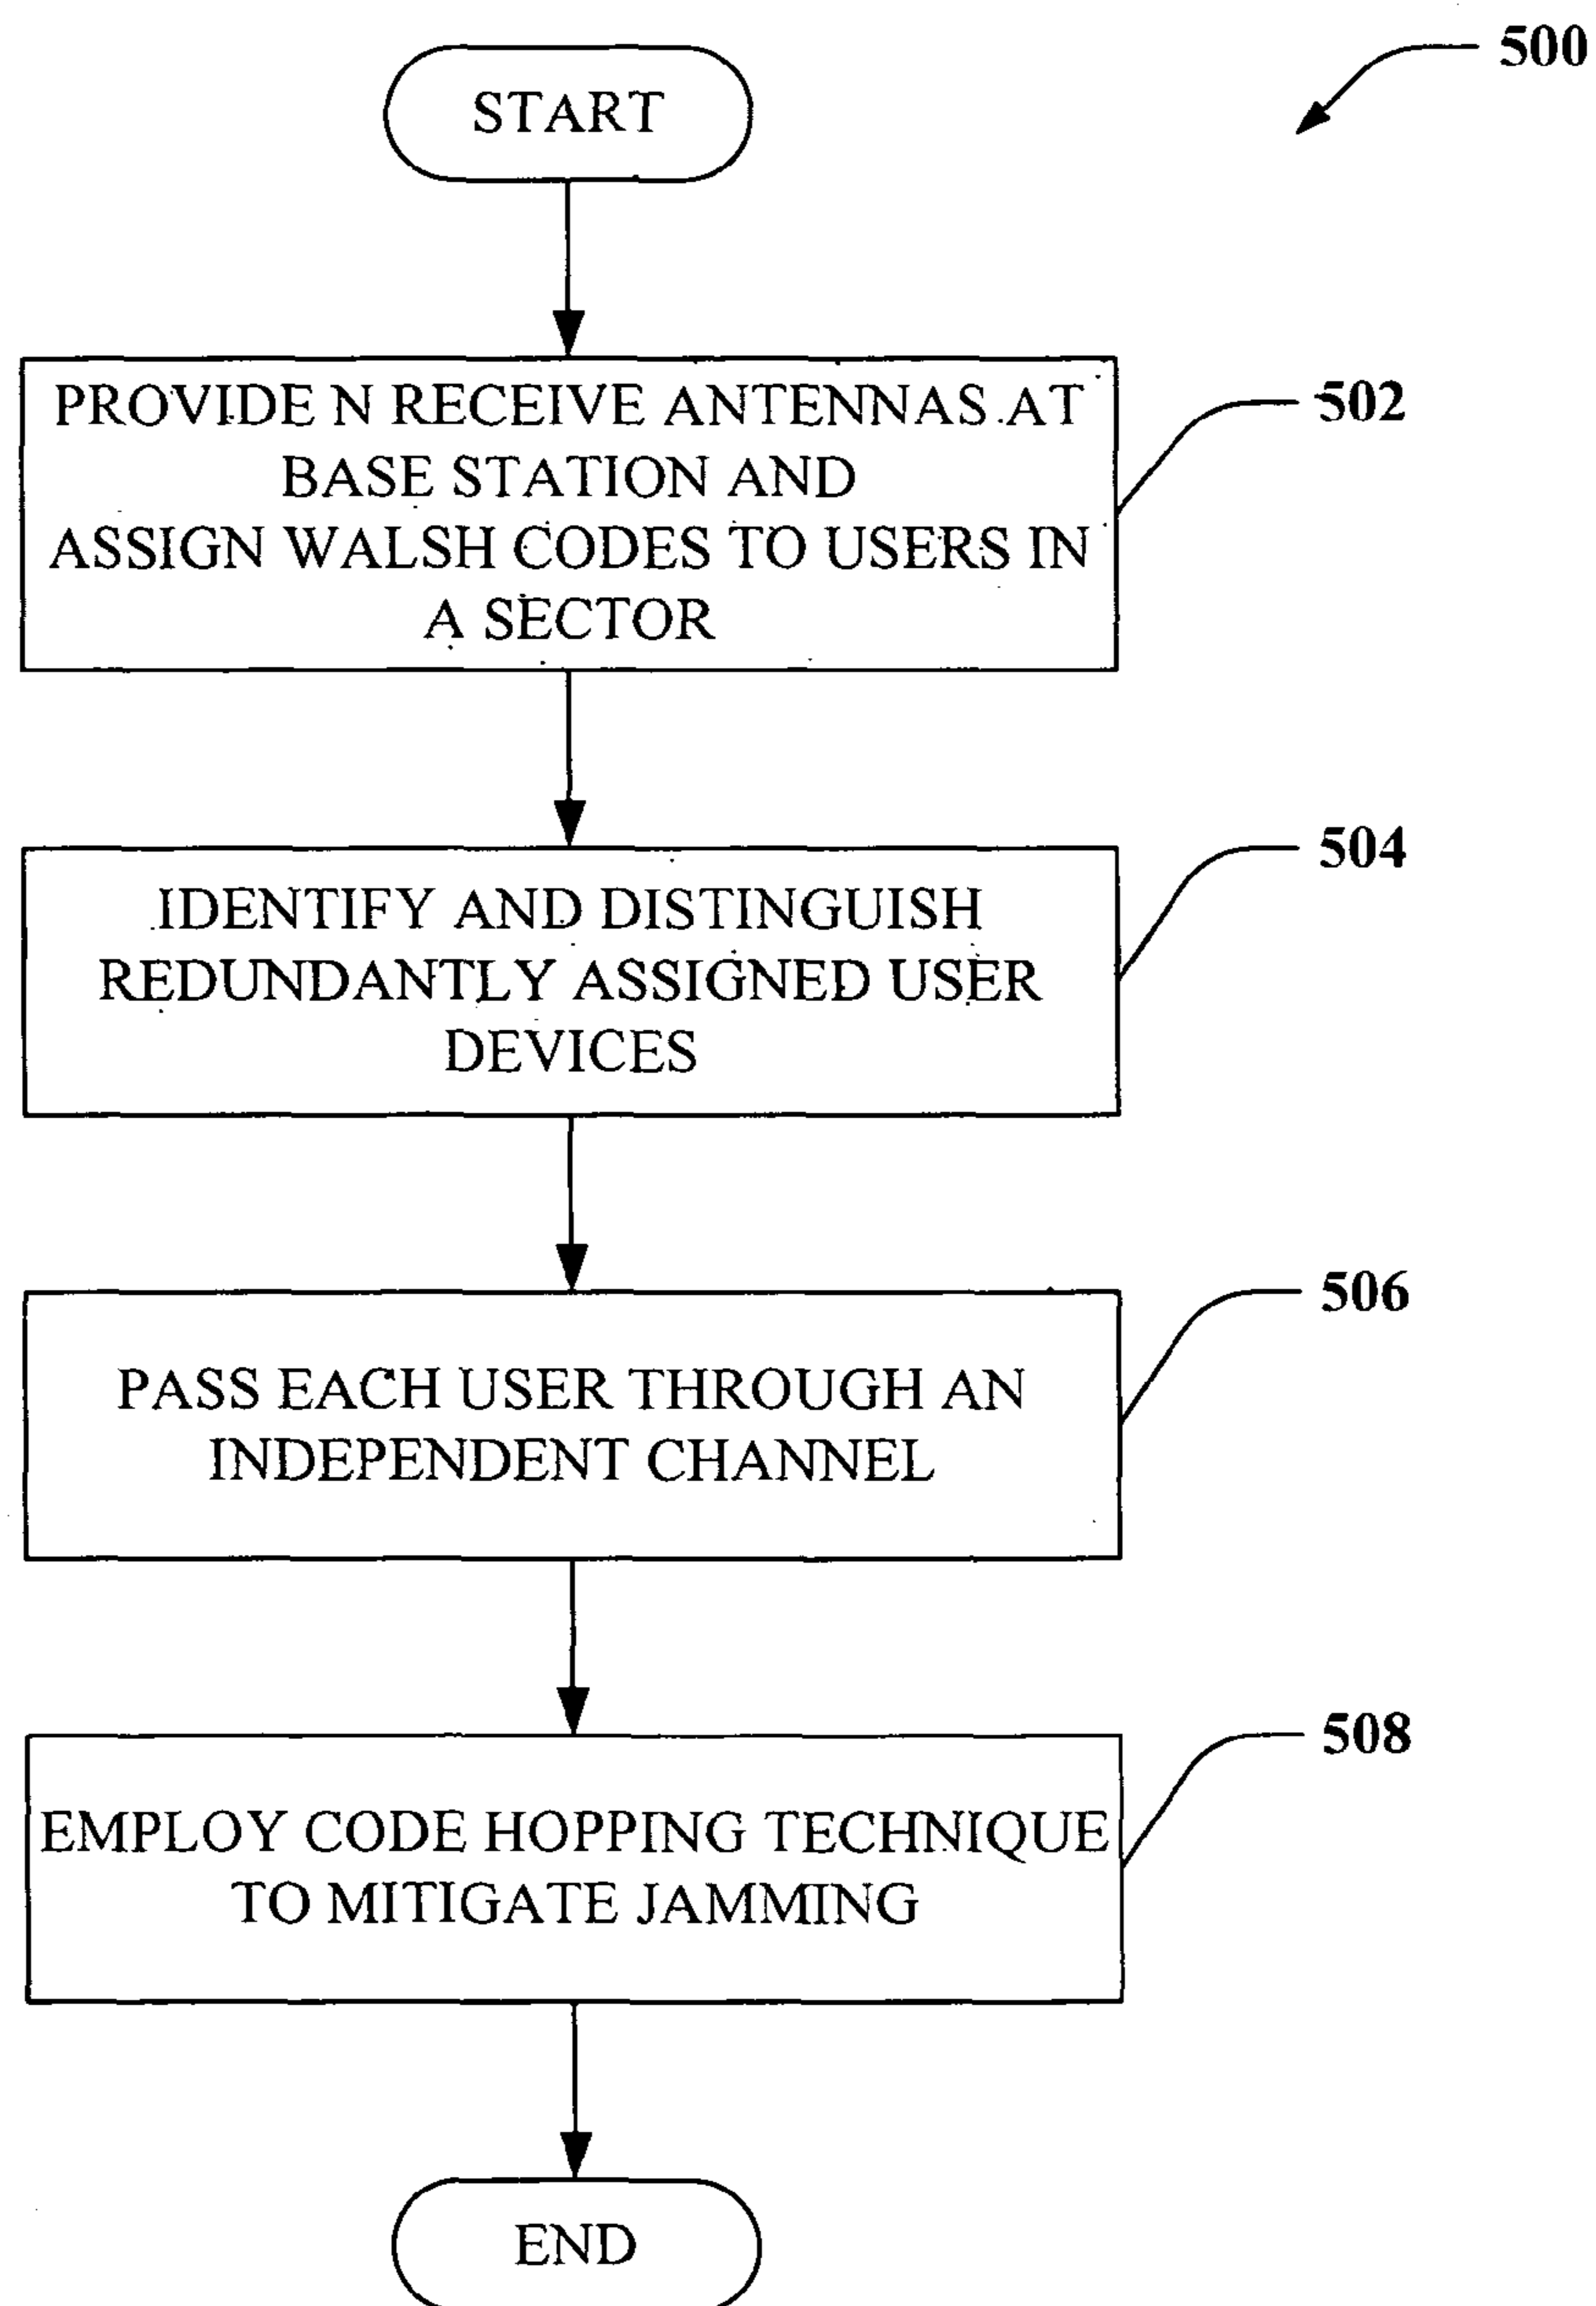 500
START
PROVIDE N RECEIVE ANTENNAS AT
BASE STATION AND
ASSIGN WALSH CODES TO USERS IN
A SECTOR
502
IDENTIFY AND DISTINGUISH
REDUNDANTLY ASSIGNED USER
DEVICES
504
PASS EACH USER THROUGH AN
INDEPENDENT CHANNEL
506
EMPLOY CODE HOPPING TECHNIQUE
TO MITIGATE JAMMING
508
END